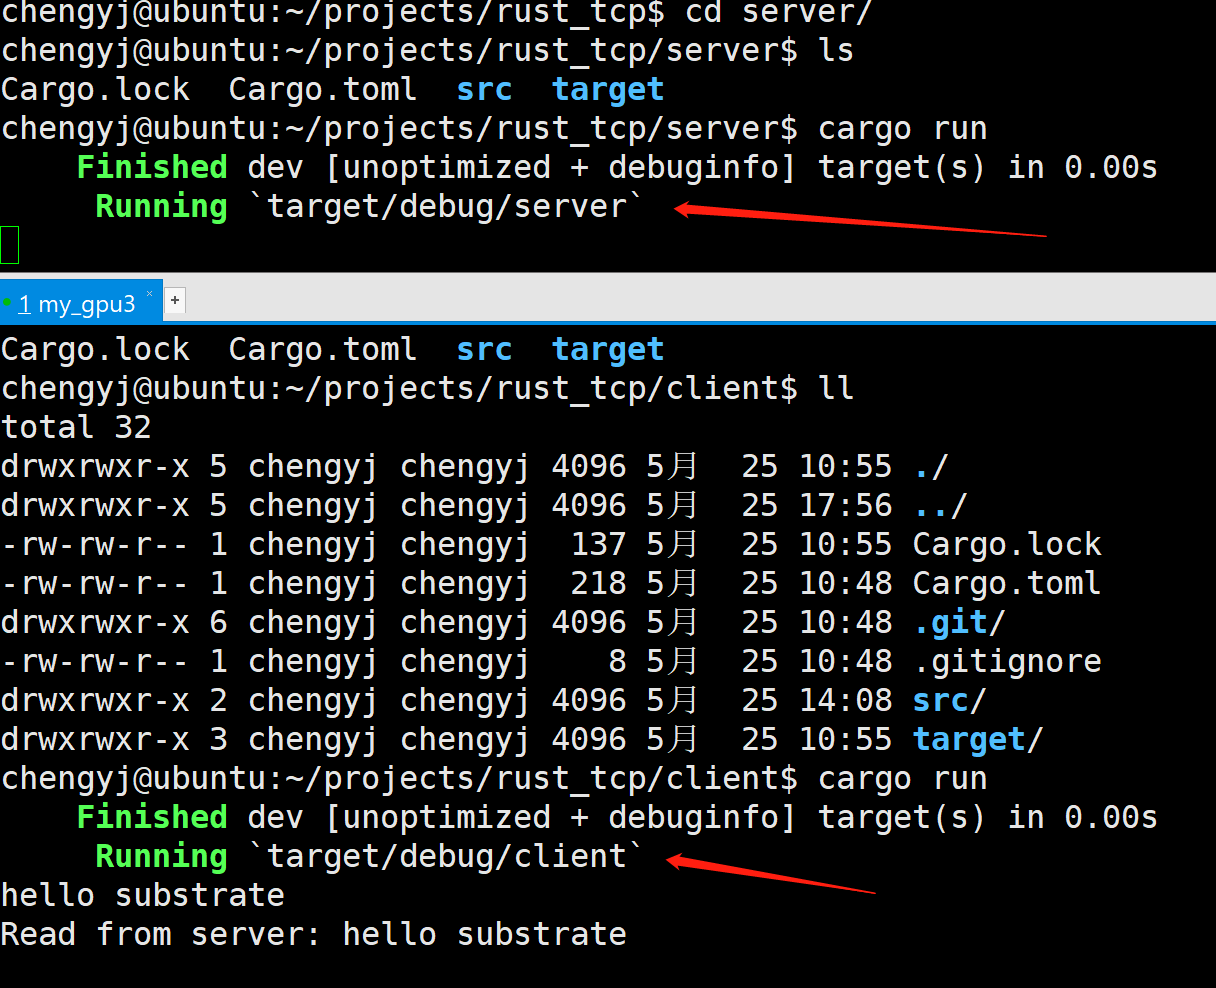 chengyj@ubuntu:~/projects/rust_tcp$ cd server/
chengyj@ubuntu:~/projects/rust_tcp/server$ ls
Cargo.lock  Cargo.toml  src  target
chengyj@ubuntu:~/projects/rust_tcp/server$ cargo run
    Finished dev [unoptimized + debuginfo] target(s) in 0.00s
     Running `target/debug/server`
1 my_gpu3 × +
Cargo.lock  Cargo.toml  src  target
chengyj@ubuntu:~/projects/rust_tcp/client$ ll
total 32
drwxrwxr-x 5 chengyj chengyj 4096 5月  25 10:55 ./
drwxrwxr-x 5 chengyj chengyj 4096 5月  25 17:56 ../
-rw-rw-r-- 1 chengyj chengyj  137 5月  25 10:55 Cargo.lock
-rw-rw-r-- 1 chengyj chengyj  218 5月  25 10:48 Cargo.toml
drwxrwxr-x 6 chengyj chengyj 4096 5月  25 10:48 .git/
-rw-rw-r-- 1 chengyj chengyj    8 5月  25 10:48 .gitignore
drwxrwxr-x 2 chengyj chengyj 4096 5月  25 14:08 src/
drwxrwxr-x 3 chengyj chengyj 4096 5月  25 10:55 target/
chengyj@ubuntu:~/projects/rust_tcp/client$ cargo run
    Finished dev [unoptimized + debuginfo] target(s) in 0.00s
     Running `target/debug/client`
hello substrate
Read from server: hello substrate